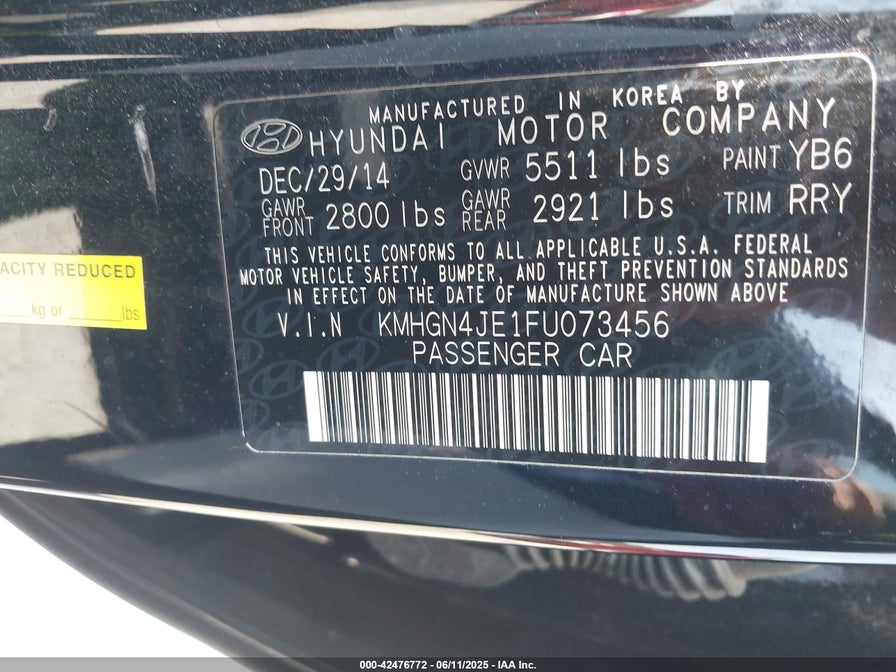 MANUFACTURED IN KOREA BY
HYUNDAI MOTOR COMPANY
DEC/29/14 GVWR 5511 lbs PAINT YB6
GAWR FRONT 2800 lbs GAWR REAR 2921 lbs TRIM RRY
THIS VEHICLE CONFORMS TO ALL APPLICABLE U.S.A. FEDERAL
MOTOR VEHICLE SAFETY, BUMPER, AND THEFT PREVENTION STANDARDS
IN EFFECT ON THE DATE OF MANUFACTURE SHOWN ABOVE
V.I.N KMHGN4JE1FU073456
PASSENGER CAR
ACITY REDUCED
kg or lbs
000-42476772 - 06/11/2025 - IAA Inc.